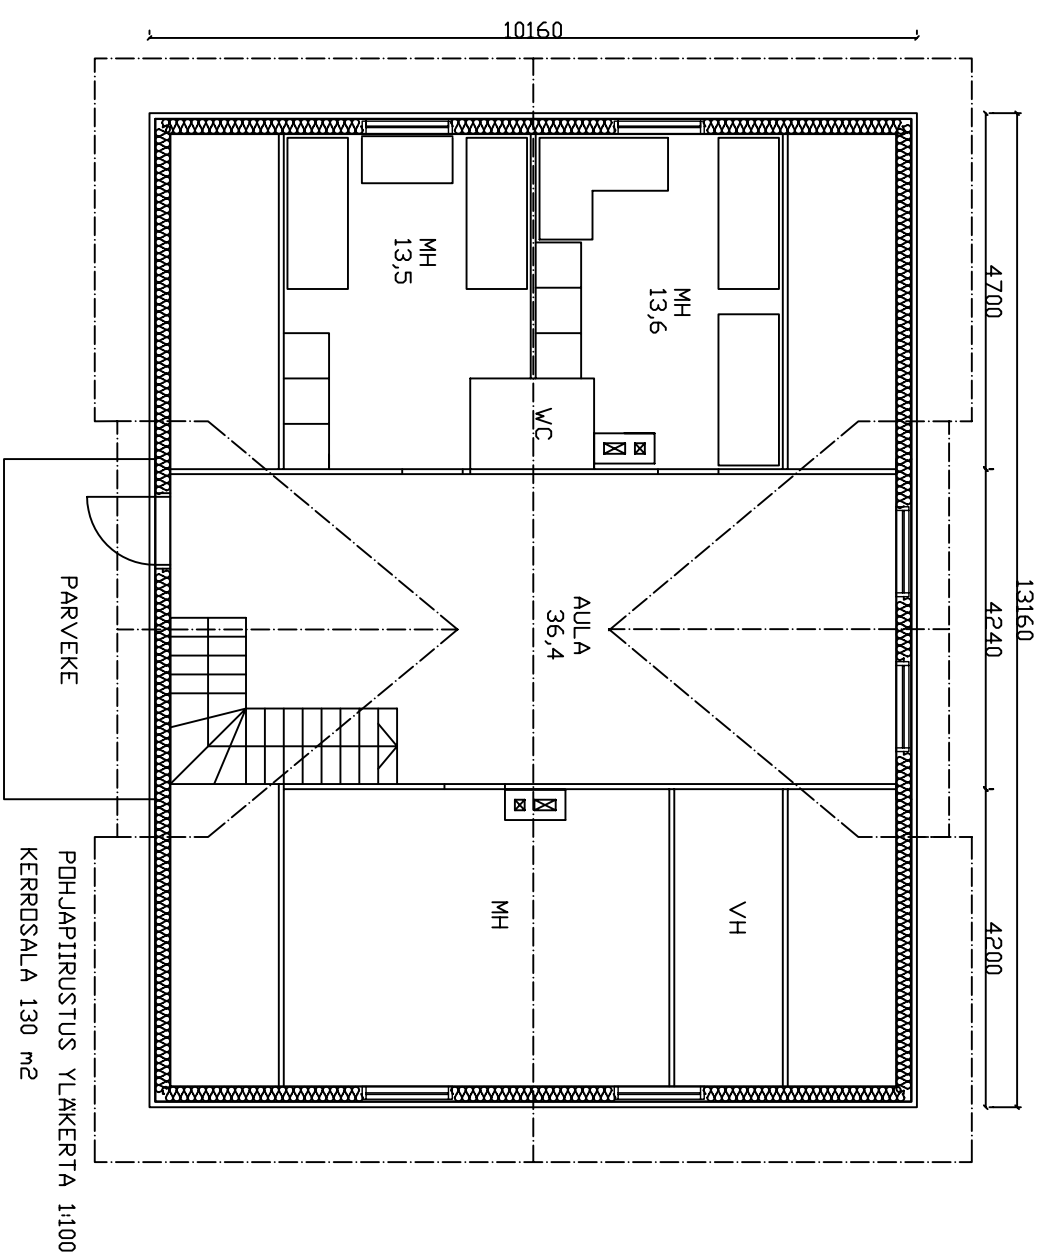 10160
13160
4700
4240
4200
MH
13,5
MH
13,6
WC
AULA
36,4
PARVEKE
MH
VH
POHJAPIIRUSTUS YLÄKERTA 1:100
KERROSALA 130 m2